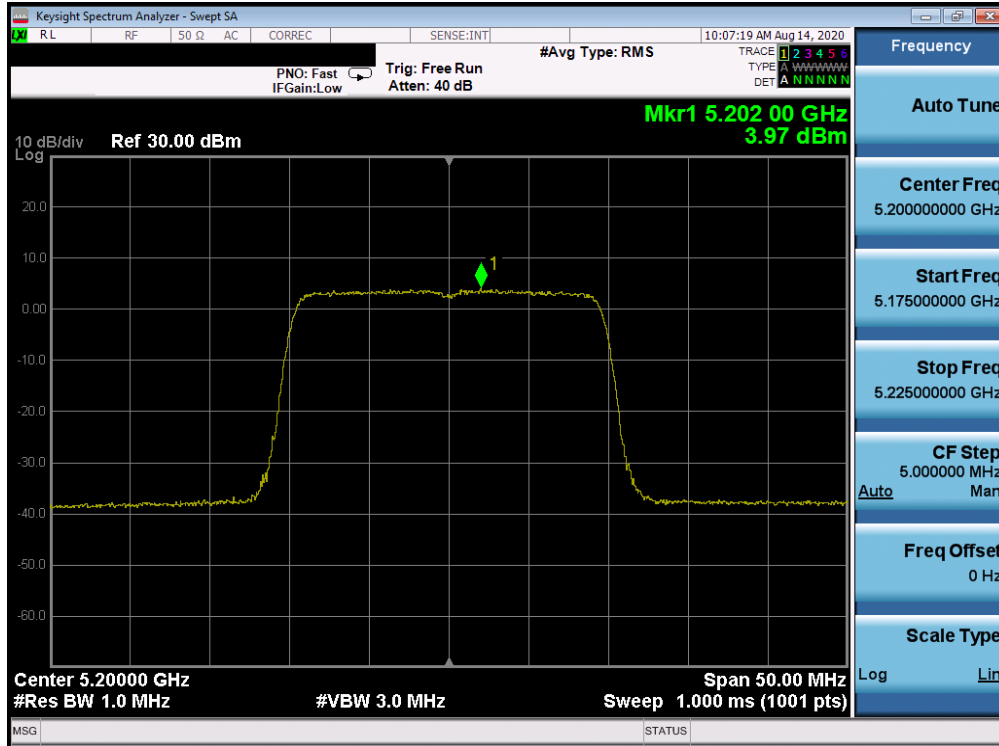 Keysight Spectrum Analyzer - Swept SA
LXI RL RF 50 Ω AC CORREC SENSE:INT 10:07:19 AM Aug 14, 2020
#Avg Type: RMS
TRACE 1 2 3 4 5 6
TYPE A WWWWW
DET A N N N N N
PNO: Fast
IFGain:Low
Trig: Free Run
Atten: 40 dB
Mkr1 5.202 00 GHz
3.97 dBm
10 dB/div Ref 30.00 dBm
Log
20.0
10.0
1
0.00
-10.0
-20.0
-30.0
-40.0
-50.0
-60.0
Center 5.20000 GHz
Span 50.00 MHz
#Res BW 1.0 MHz
#VBW 3.0 MHz
Sweep 1.000 ms (1001 pts)
MSG
STATUS
Frequency
Auto Tune
Center Freq
5.200000000 GHz
Start Freq
5.175000000 GHz
Stop Freq
5.225000000 GHz
CF Step
5.000000 MHz
Auto Man
Freq Offset
0 Hz
Scale Type
Log Lin